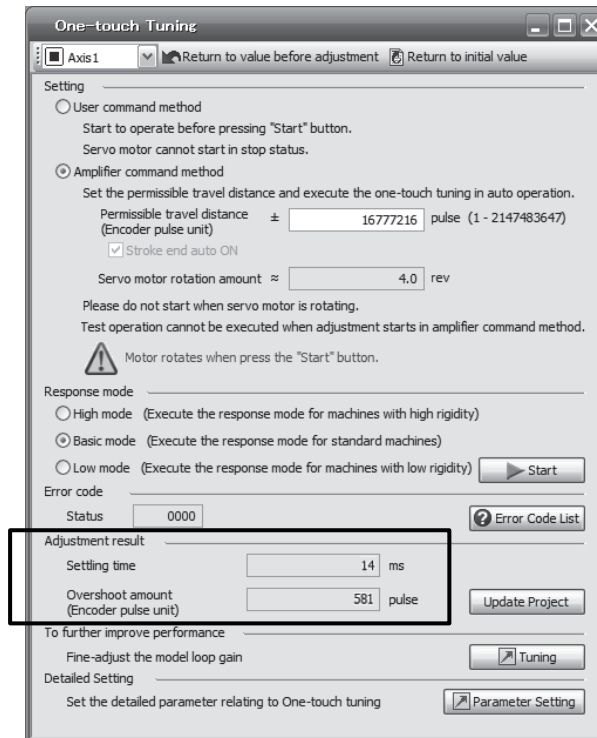 One-touch Tuning
Axis1 Return to value before adjustment Return to initial value
Setting
User command method
Start to operate before pressing "Start" button.
Servo motor cannot start in stop status.
Amplifier command method
Set the permissible travel distance and execute the one-touch tuning in auto operation.
Permissible travel distance ± 16777216 pulse (1 - 2147483647)
(Encoder pulse unit)
Stroke end auto ON
Servo motor rotation amount ≈ 4.0 rev
Please do not start when servo motor is rotating.
Test operation cannot be executed when adjustment starts in amplifier command method.
Motor rotates when press the "Start" button.
Response mode
High mode (Execute the response mode for machines with high rigidity)
Basic mode (Execute the response mode for standard machines)
Low mode (Execute the response mode for machines with low rigidity) Start
Error code
Status 0000 Error Code List
Adjustment result
Settling time 14 ms
Overshoot amount 581 pulse Update Project
(Encoder pulse unit)
To further improve performance
Fine-adjust the model loop gain Tuning
Detailed Setting
Set the detailed parameter relating to One-touch tuning Parameter Setting